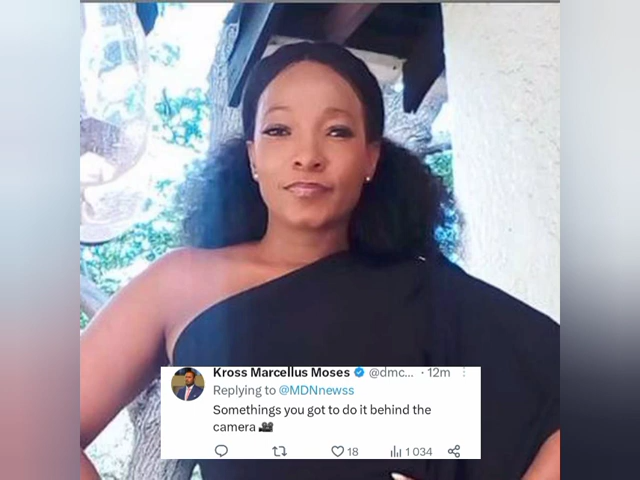 Kross Marcellus Moses @dmc... · 12m
Replying to @MDNnewss
Somethings you got to do it behind the
camera 🎥
18 1 034